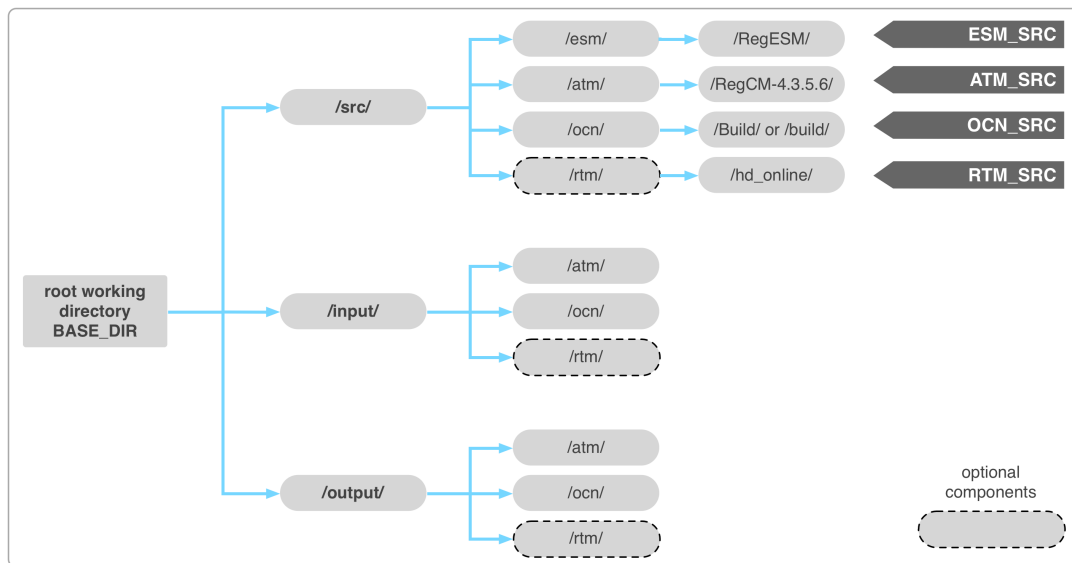 /esm/
/RegESM/
ESM_SRC
/atm/
/RegCM-4.3.5.6/
ATM_SRC
/src/
/ocn/
/Build/ or /build/
OCN_SRC
/rtm/
/hd_online/
RTM_SRC
root working
directory
BASE_DIR
/input/
/atm/
/ocn/
/rtm/
/output/
/atm/
/ocn/
/rtm/
optional
components